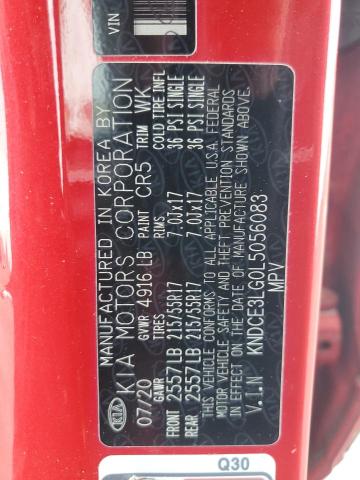 VIN
MANUFACTURED IN KOREA BY
KIA MOTORS CORPORATION
KIA
07/20 GVWR 4916 LB PAINT CR5 TRIM WK
GAWR TIRES RIMS COLD TIRE INFL
FRONT 2557 LB 215/55R17 7.0Jx17 36 PSI SINGLE
REAR 2557 LB 215/55R17 7.0Jx17 36 PSI SINGLE
THIS VEHICLE CONFORMS TO ALL APPLICABLE U.S.A. FEDERAL
MOTOR VEHICLE SAFETY AND THEFT PREVENTION STANDARDS
IN EFFECT ON THE DATE OF MANUFACTURE SHOWN ABOVE.
V.I.N KNDCE3LG0L5056083
MPV
Q30